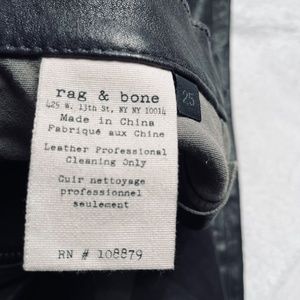 rag & bone
425 W. 13th St, NY NY 10014
Made in China
Fabriqué aux Chine
Leather Professional
Cleaning Only
Cuir nettoyage
professionnel
seulement
RN # 108879
25